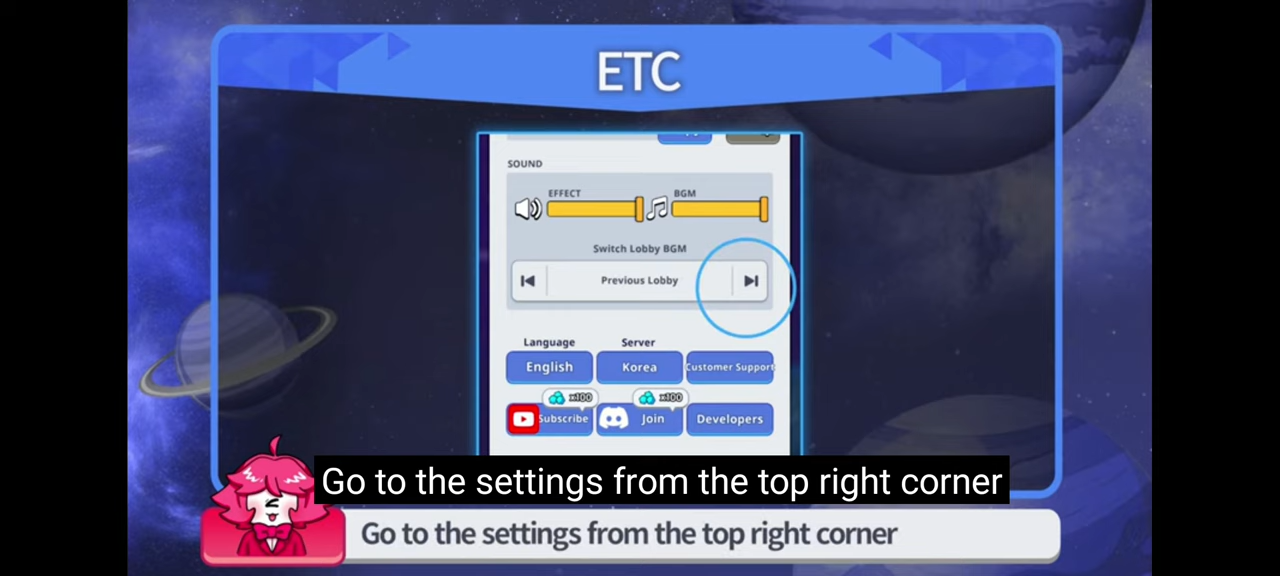 ETC
SOUND
EFFECT
BGM
Switch Lobby BGM
Previous Lobby
Language
Server
English
Korea
Customer Support
x100
x100
Subscribe
Join
Developers
Go to the settings from the top right corner
Go to the settings from the top right corner